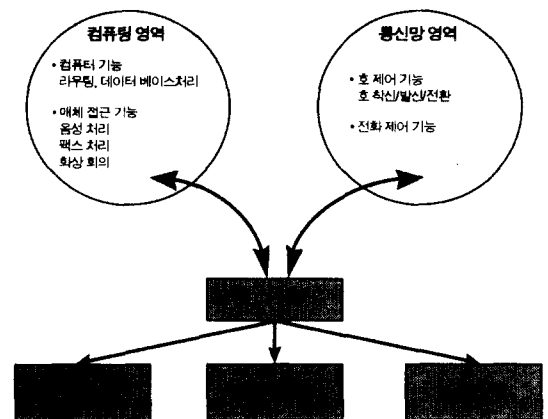 컴퓨팅 영역
• 컴퓨터 기능
라우팅, 데이터 베이스처리
• 매체 접근 기능
음성 처리
팩스 처리
화상 회의
통신망 영역
• 호 제어 기능
호 착신/발신/전환
• 전화 제어 기능